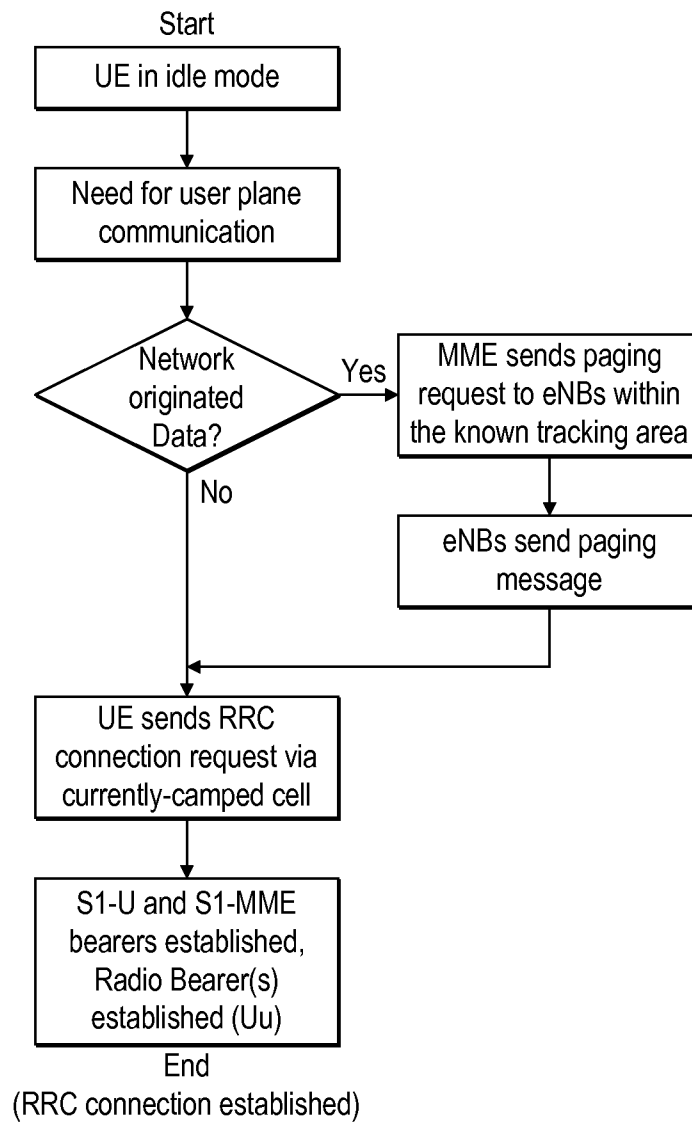 Start
UE in idle mode
Need for user plane
communication
Network
originated
Data?
Yes
MME sends paging
request to eNBs within
the known tracking area
No
eNBs send paging
message
UE sends RRC
connection request via
currently-camped cell
S1-U and S1-MME
bearers established,
Radio Bearer(s)
established (Uu)
End
(RRC connection established)